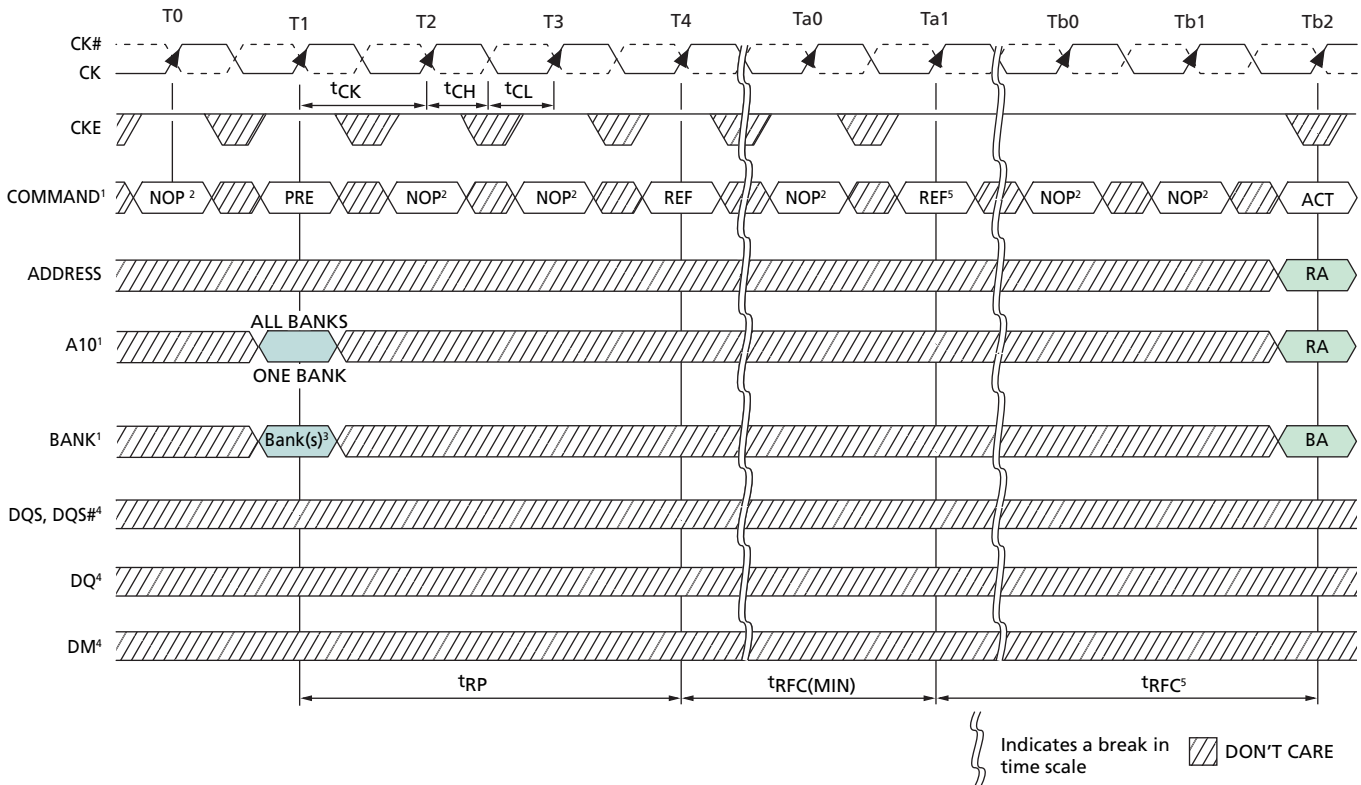 T0 T1 T2 T3 T4 Ta0 Ta1 Tb0 Tb1 Tb2
CK#
CK
tCK tCH tCL
CKE
COMMAND¹ NOP ² PRE NOP² NOP² REF NOP² REF⁵ NOP² NOP² ACT
ADDRESS RA
ALL BANKS
A10¹ RA
ONE BANK
BANK¹ Bank(s)³ BA
DQS, DQS#⁴
DQ⁴
DM⁴
tRP tRFC(MIN) tRFC⁵
Indicates a break in
time scale
DON'T CARE